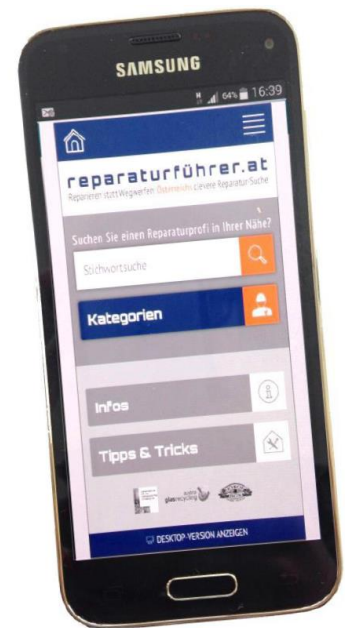 SAMSUNG
64% 16:39
reparaturführer.at
Reparieren statt Wegwerfen: Österreichs clevere Reparatur-Suche
Suchen Sie einen Reparaturprofi in Ihrer Nähe?
Stichwortsuche
Kategorien
Infos
Tipps & Tricks
DESKTOP-VERSION ANZEIGEN